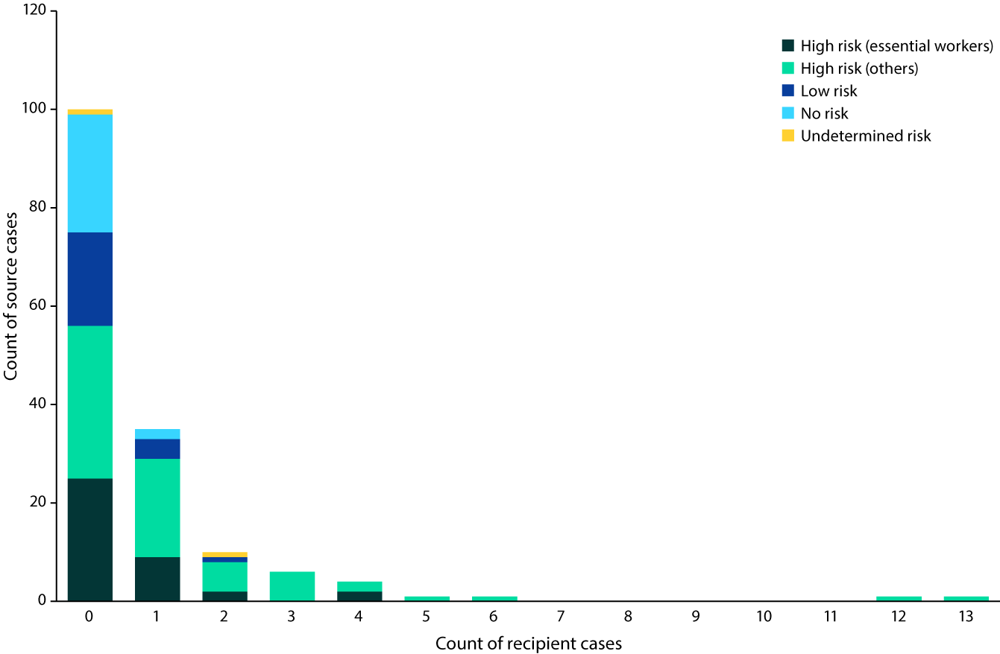 120
100
80
60
40
20
0
Count of source cases
High risk (essential workers)
High risk (others)
Low risk
No risk
Undetermined risk
0 1 2 3 4 5 6 7 8 9 10 11 12 13
Count of recipient cases